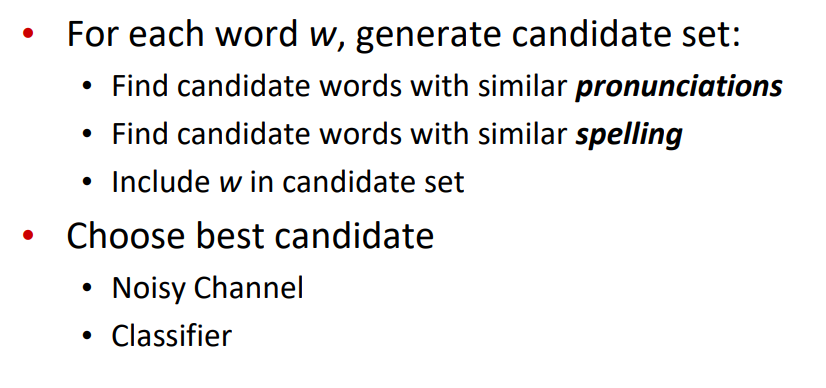 • For each word w, generate candidate set:
• Find candidate words with similar pronunciations
• Find candidate words with similar spelling
• Include w in candidate set
• Choose best candidate
• Noisy Channel
• Classifier